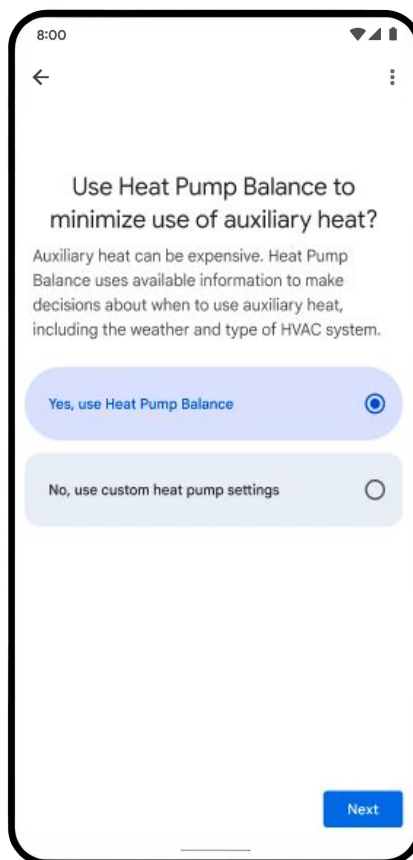 8:00
Use Heat Pump Balance to
minimize use of auxiliary heat?
Auxiliary heat can be expensive. Heat Pump
Balance uses available information to make
decisions about when to use auxiliary heat,
including the weather and type of HVAC system.
Yes, use Heat Pump Balance
No, use custom heat pump settings
Next